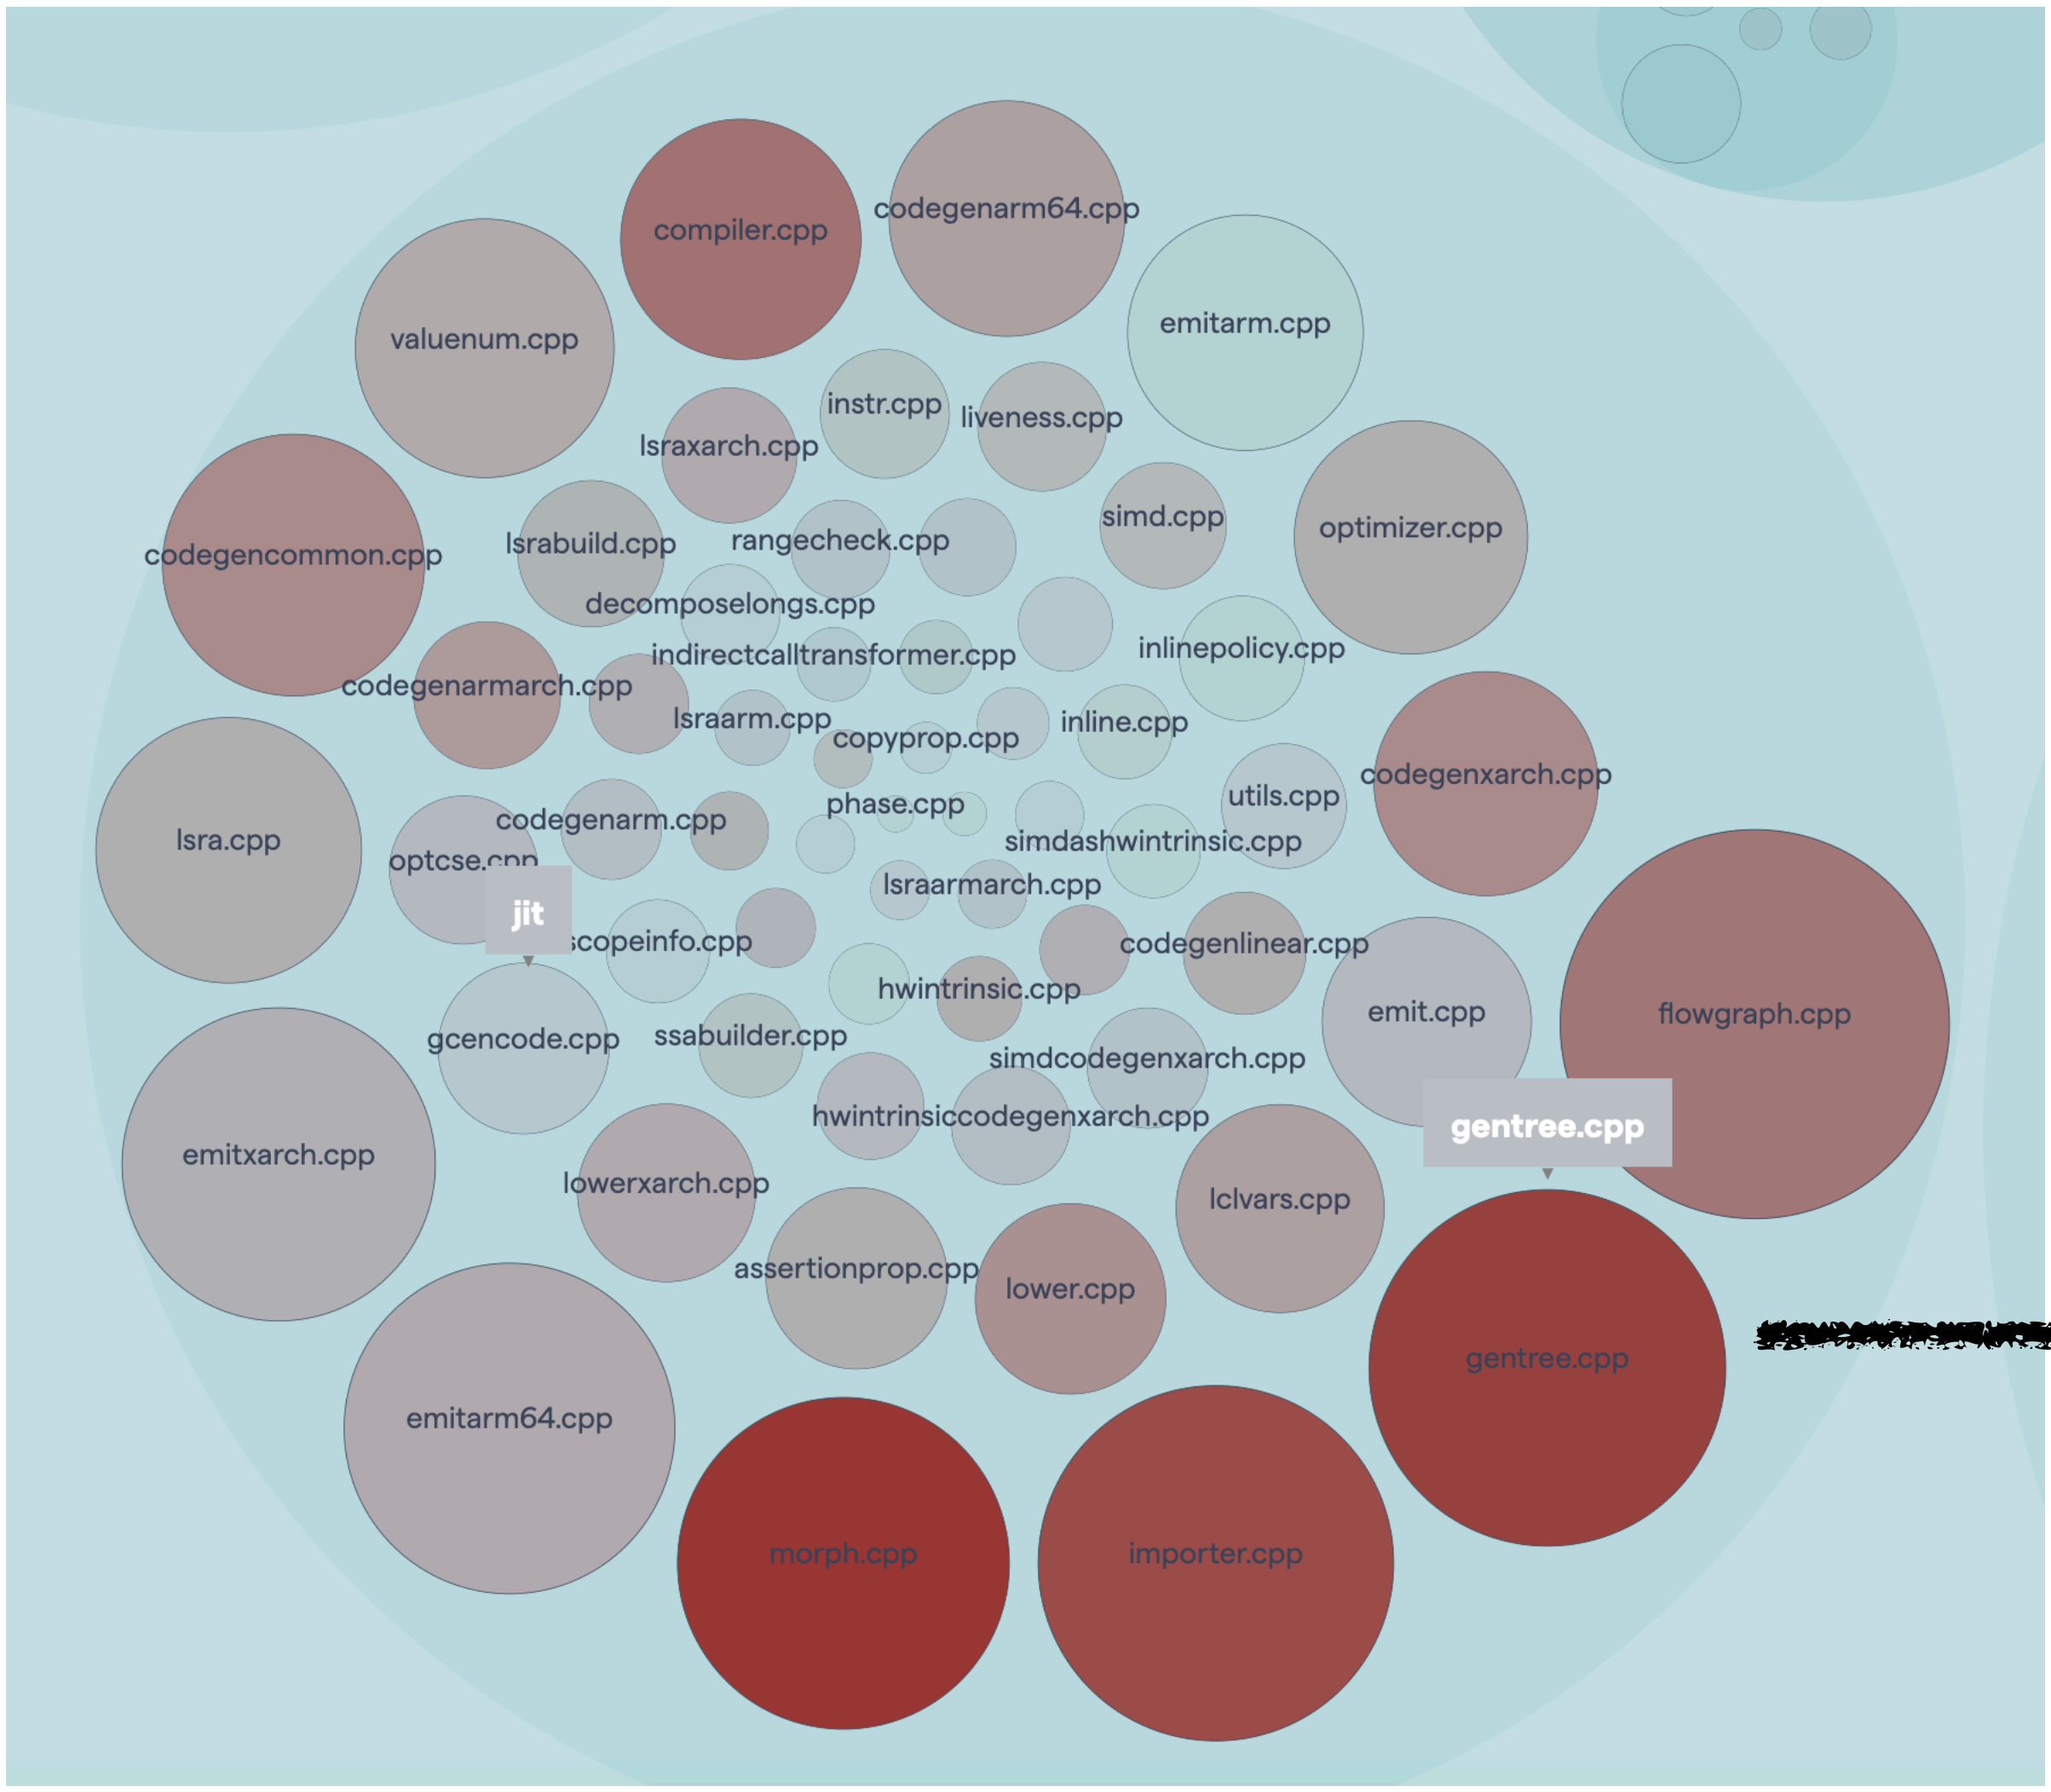 codegenarm64.cpp
compiler.cpp
emitarm.cpp
valuenum.cpp
instr.cpp
liveness.cpp
lsraxarch.cpp
simd.cpp
optimizer.cpp
rangecheck.cpp
lsrabuild.cpp
codegencommon.cpp
decomposelongs.cpp
inlinepolicy.cpp
indirectcalltransformer.cpp
codegenarmarch.cpp
lsraarm.cpp
inline.cpp
copyprop.cpp
codegenxarch.cpp
utils.cpp
phase.cpp
codegenarm.cpp
lsra.cpp
simdashwintrinsic.cpp
optcse.cpp
lsraarmarch.cpp
jit
scopeinfo.cpp
codegenlinear.cpp
hwintrinsic.cpp
emit.cpp
flowgraph.cpp
ssabuilder.cpp
gcencode.cpp
simdcodegenxarch.cpp
hwintrinsiccodegenxarch.cpp
gentree.cpp
emitxarch.cpp
lowerxarch.cpp
lclvars.cpp
assertionprop.cpp
lower.cpp
gentree.cpp
emitarm64.cpp
morph.cpp
importer.cpp